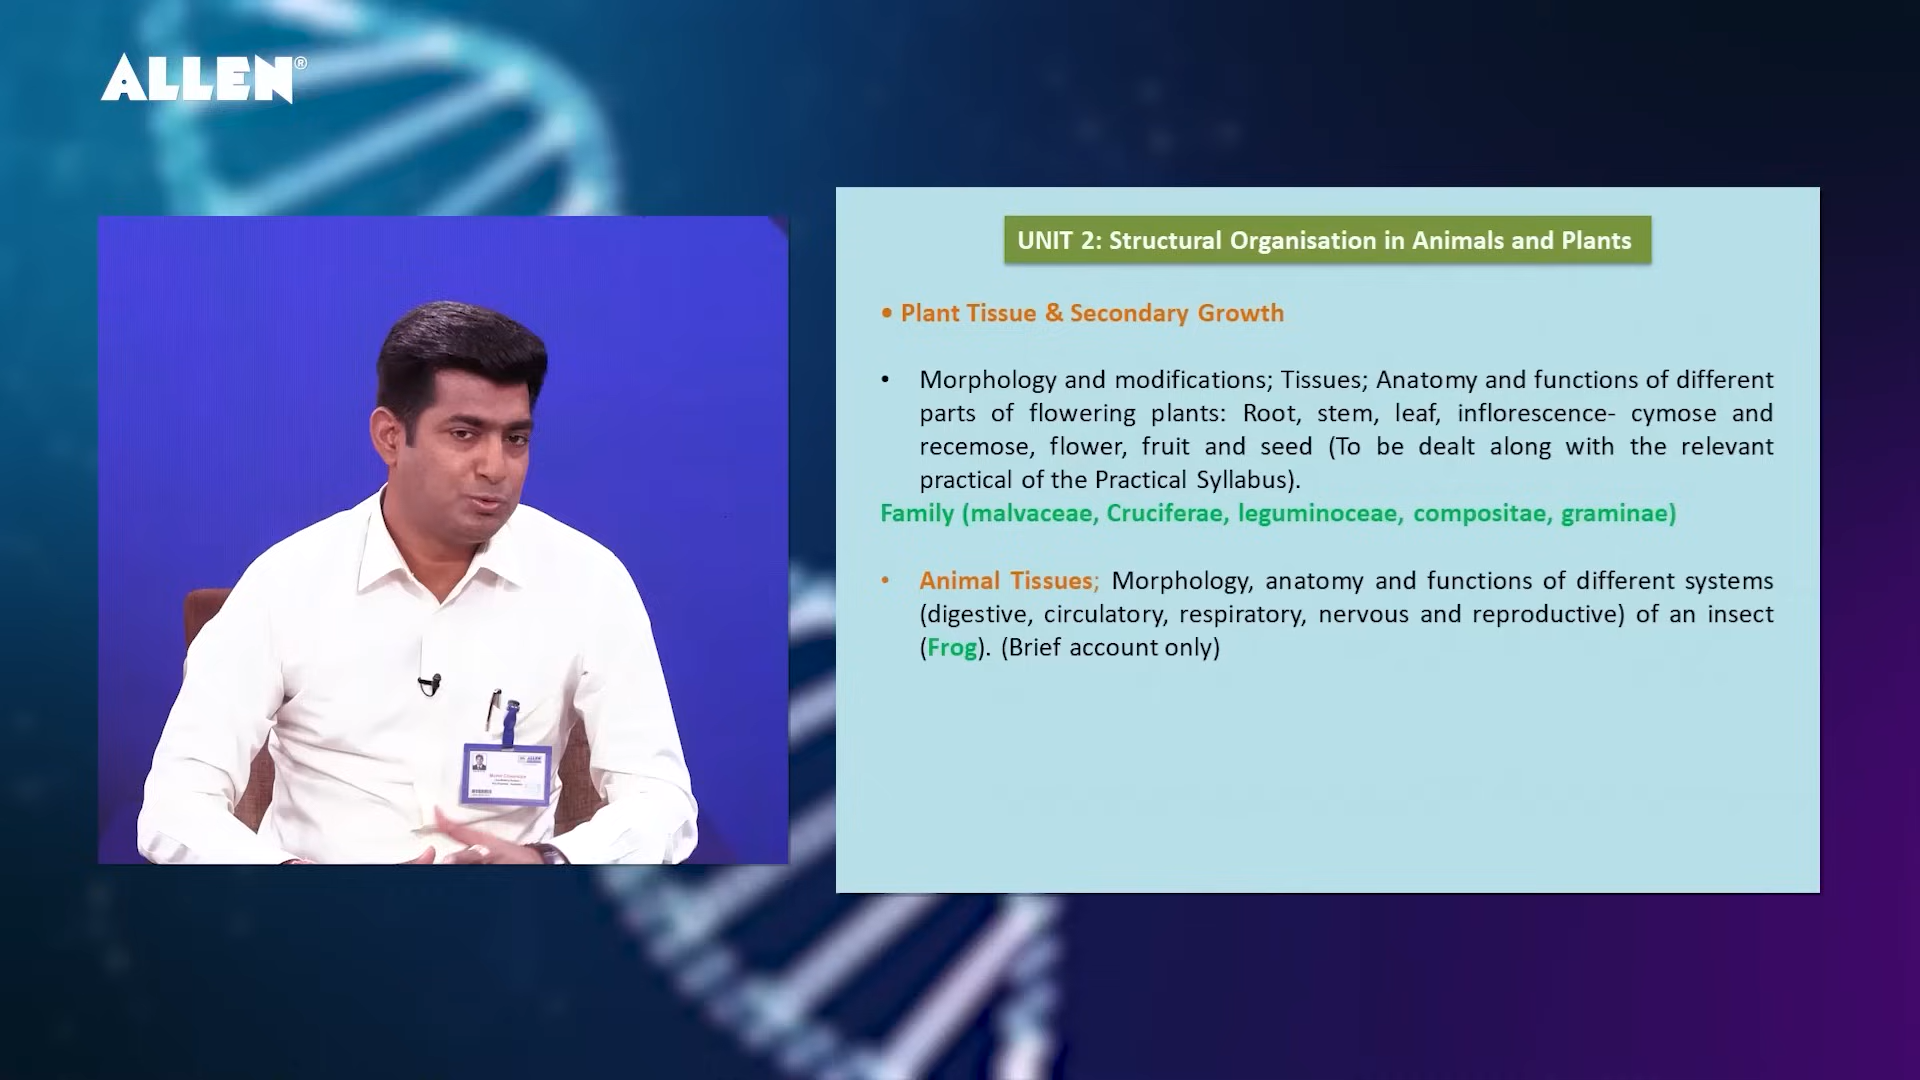 ALLEN®
UNIT 2: Structural Organisation in Animals and Plants
• Plant Tissue & Secondary Growth
• Morphology and modifications; Tissues; Anatomy and functions of different
parts of flowering plants: Root, stem, leaf, inflorescence- cymose and
recemose, flower, fruit and seed (To be dealt along with the relevant
practical of the Practical Syllabus).
Family (malvaceae, Cruciferae, leguminoceae, compositae, graminae)
• Animal Tissues; Morphology, anatomy and functions of different systems
(digestive, circulatory, respiratory, nervous and reproductive) of an insect
(Frog). (Brief account only)
ALLEN